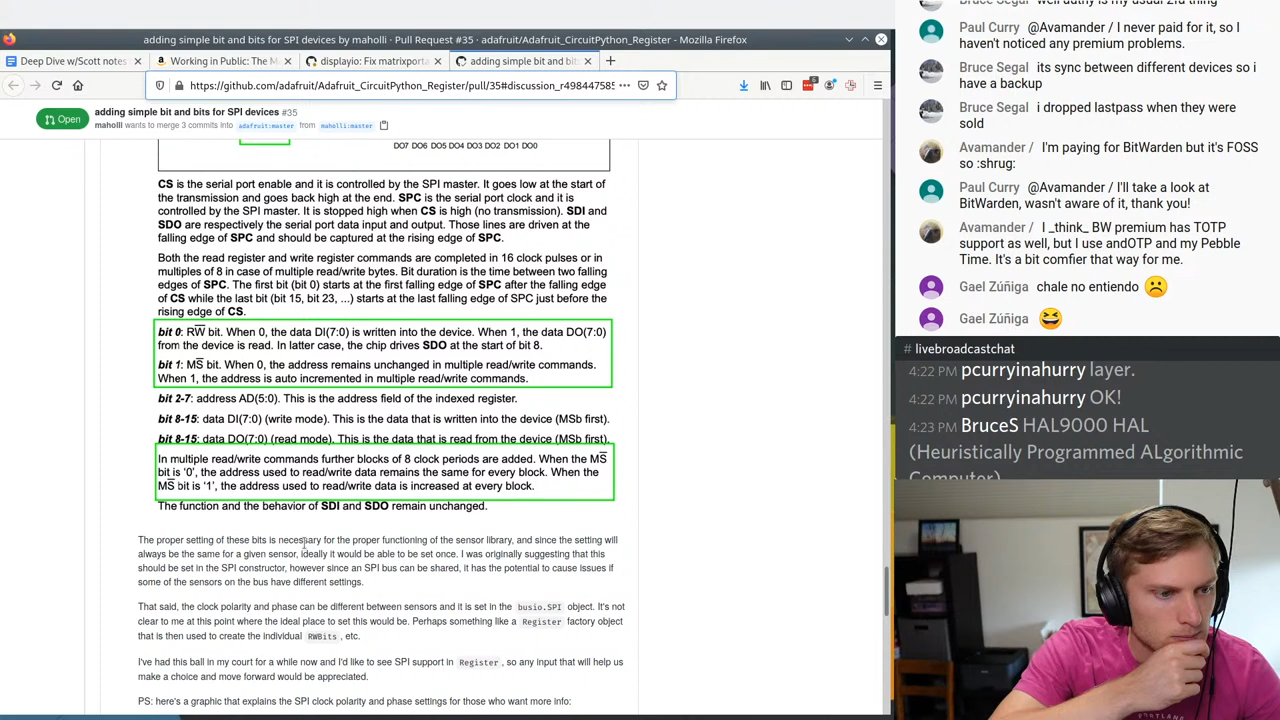 adding simple bit and bits for SPI devices by maholli · Pull Request #35 · adafruit/Adafruit_CircuitPython_Register - Mozilla Firefox
Deep Dive w/Scott notes
Working in Public: The M
displayio: Fix matrixporta
adding simple bit and bits
https://github.com/adafruit/Adafruit_CircuitPython_Register/pull/35#discussion_r498447585
Open
adding simple bit and bits for SPI devices #35
maholli wants to merge 3 commits into adafruit:master from maholli:master
DO7 DO6 DO5 DO4 DO3 DO2 DO1 DO0
CS is the serial port enable and it is controlled by the SPI master. It goes low at the start of
the transmission and goes back high at the end. SPC is the serial port clock and it is
controlled by the SPI master. It is stopped high when CS is high (no transmission). SDI and
SDO are respectively the serial port data input and output. Those lines are driven at the
falling edge of SPC and should be captured at the rising edge of SPC.
Both the read register and write register commands are completed in 16 clock pulses or in
multiples of 8 in case of multiple read/write bytes. Bit duration is the time between two falling
edges of SPC. The first bit (bit 0) starts at the first falling edge of SPC after the falling edge
of CS while the last bit (bit 15, bit 23, ...) starts at the last falling edge of SPC just before the
rising edge of CS.
bit 0: RW bit. When 0, the data DI(7:0) is written into the device. When 1, the data DO(7:0)
from the device is read. In latter case, the chip drives SDO at the start of bit 8.
bit 1: MS bit. When 0, the address remains unchanged in multiple read/write commands.
When 1, the address is auto incremented in multiple read/write commands.
bit 2-7: address AD(5:0). This is the address field of the indexed register.
bit 8-15: data DI(7:0) (write mode). This is the data that is written into the device (MSb first).
bit 8-15: data DO(7:0) (read mode). This is the data that is read from the device (MSb first).
In multiple read/write commands further blocks of 8 clock periods are added. When the MS
bit is ‘0’, the address used to read/write data remains the same for every block. When the
MS bit is ‘1’, the address used to read/write data is increased at every block.
The function and the behavior of SDI and SDO remain unchanged.
The proper setting of these bits is necessary for the proper functioning of the sensor library, and since the setting will
always be the same for a given sensor, ideally it would be able to be set once. I was originally suggesting that this
should be set in the SPI constructor, however since an SPI bus can be shared, it has the potential to cause issues if
some of the sensors on the bus have different settings.
That said, the clock polarity and phase can be different between sensors and it is set in the busio.SPI object. It's not
clear to me at this point where the ideal place to set this would be. Perhaps something like a Register factory object
that is then used to create the individual RWBits, etc.
I've had this ball in my court for a while now and I'd like to see SPI support in Register, so any input that will help us
make a choice and move forward would be appreciated.
PS: here's a graphic that explains the SPI clock polarity and phase settings for those who want more info:
Paul Curry @Avamander / I never paid for it, so I
haven't noticed any premium problems.
Bruce Segal its sync between different devices so i
have a backup
Bruce Segal i dropped lastpass when they were
sold
Avamander / I'm paying for BitWarden but it's FOSS
so :shrug:
Paul Curry @Avamander / I'll take a look at
BitWarden, wasn't aware of it, thank you!
Avamander / I _think_ BW premium has TOTP
support as well, but I use andOTP and my Pebble
Time. It's a bit comfier that way for me.
Gael Zúñiga chale no entiendo
Gael Zúñiga
# livebroadcastchat
4:22 PM pcurryinahurry layer.
4:22 PM pcurryinahurry OK!
4:23 PM BruceS HAL9000 HAL
(Heuristically Programmed ALgorithmic
Computer)